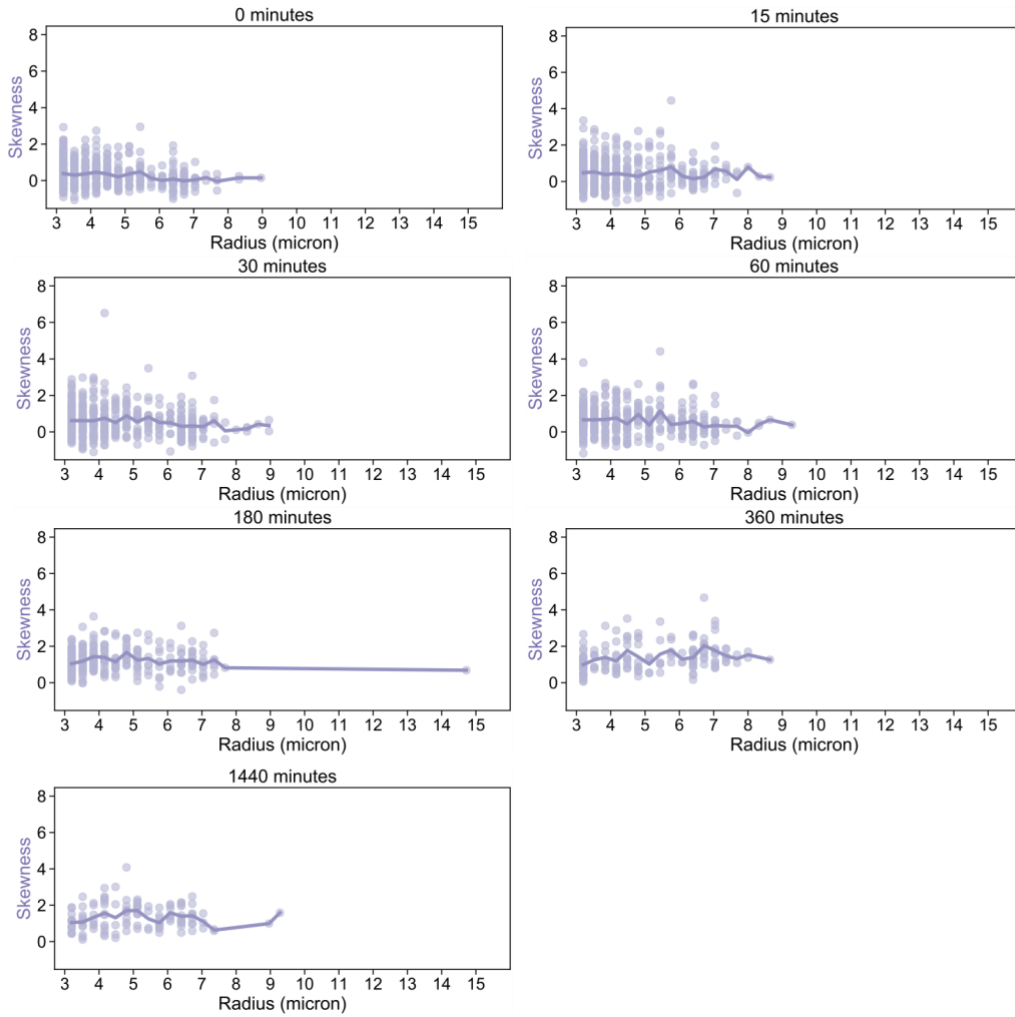 0 minutes
8
6
4
2
0
Skewness
3 4 5 6 7 8 9 10 11 12 13 14 15
Radius (micron)
15 minutes
8
6
4
2
0
Skewness
3 4 5 6 7 8 9 10 11 12 13 14 15
Radius (micron)
30 minutes
8
6
4
2
0
Skewness
3 4 5 6 7 8 9 10 11 12 13 14 15
Radius (micron)
60 minutes
8
6
4
2
0
Skewness
3 4 5 6 7 8 9 10 11 12 13 14 15
Radius (micron)
180 minutes
8
6
4
2
0
Skewness
3 4 5 6 7 8 9 10 11 12 13 14 15
Radius (micron)
360 minutes
8
6
4
2
0
Skewness
3 4 5 6 7 8 9 10 11 12 13 14 15
Radius (micron)
1440 minutes
8
6
4
2
0
Skewness
3 4 5 6 7 8 9 10 11 12 13 14 15
Radius (micron)